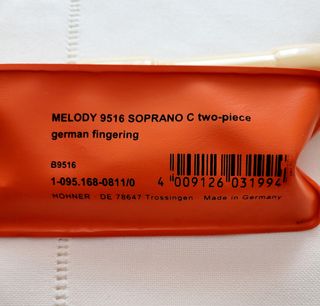 MELODY 9516 SOPRANO C two-piece
german fingering
B9516
1-095.168-0811/0
4 009126 031994
HOHNER · DE 78647 Trossingen · Made in Germany